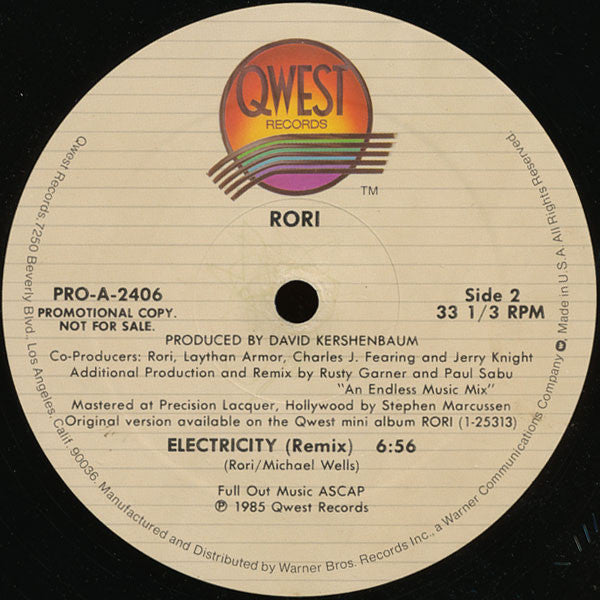 QWEST
RECORDS
TM
RORI
PRO-A-2406
PROMOTIONAL COPY.
NOT FOR SALE.
Side 2
33 1/3 RPM
PRODUCED BY DAVID KERSHENBAUM
Co-Producers: Rori, Laythan Armor, Charles J. Fearing and Jerry Knight
Additional Production and Remix by Rusty Garner and Paul Sabu
"An Endless Music Mix"
Mastered at Precision Lacquer, Hollywood by Stephen Marcussen
Original version available on the Qwest mini album RORI (1-25313)
ELECTRICITY (Remix) 6:56
(Rori/Michael Wells)
Full Out Music ASCAP
℗ 1985 Qwest Records
Qwest Records, 7250 Beverly Blvd., Los Angeles, Calif. 90036. Manufactured and Distributed by Warner Bros. Records Inc., a Warner Communications Company Made in U.S.A. All Rights Reserved.